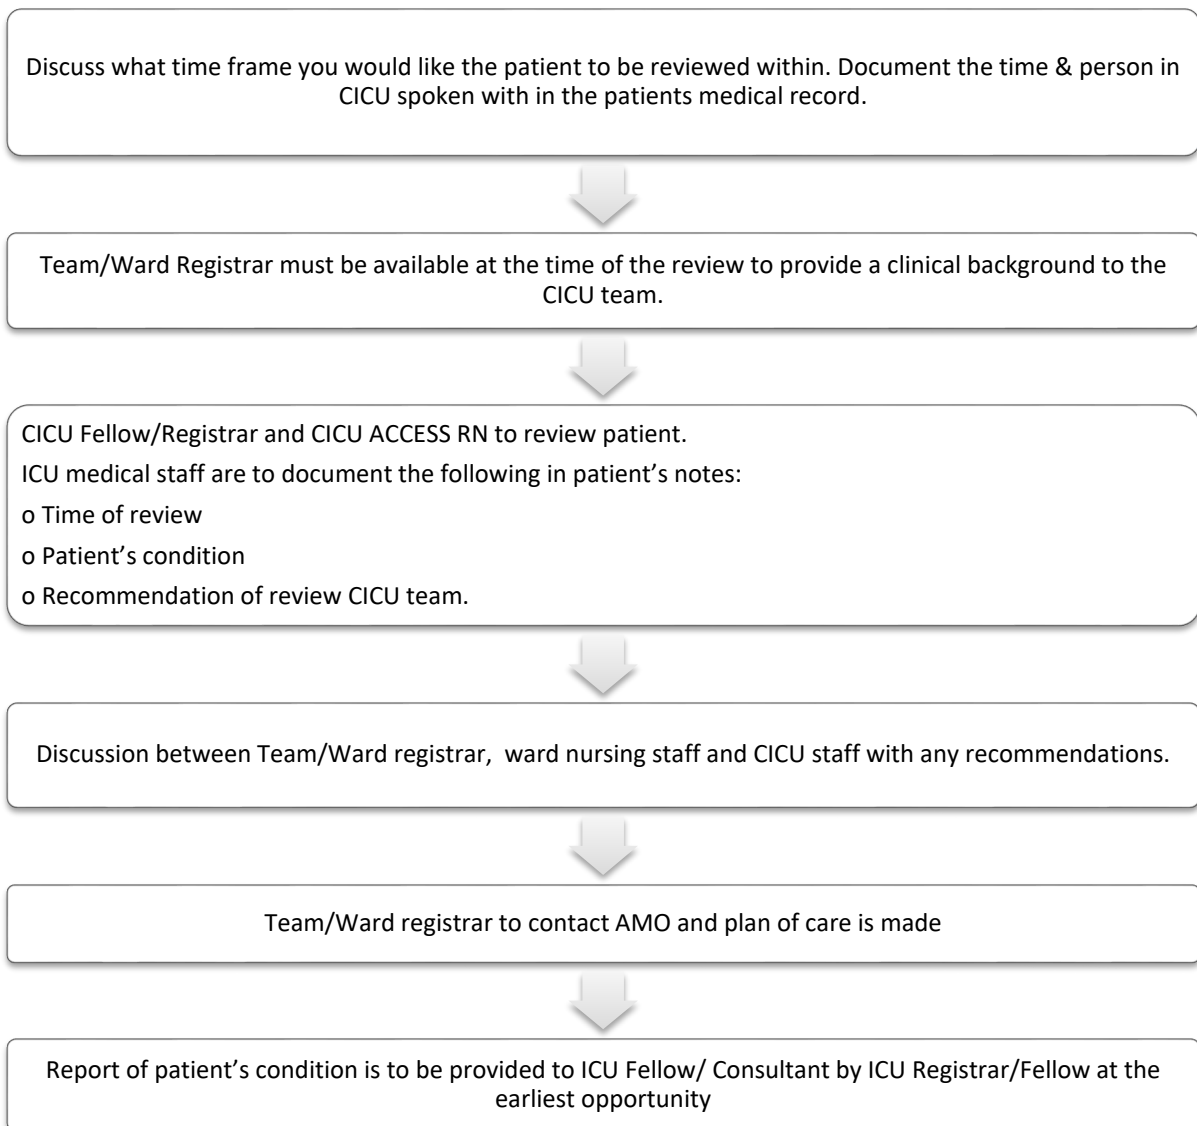 Discuss what time frame you would like the patient to be reviewed within. Document the time & person in
CICU spoken with in the patients medical record.
Team/Ward Registrar must be available at the time of the review to provide a clinical background to the
CICU team.
CICU Fellow/Registrar and CICU ACCESS RN to review patient.
ICU medical staff are to document the following in patient’s notes:
o Time of review
o Patient’s condition
o Recommendation of review CICU team.
Discussion between Team/Ward registrar,  ward nursing staff and CICU staff with any recommendations.
Team/Ward registrar to contact AMO and plan of care is made
Report of patient’s condition is to be provided to ICU Fellow/ Consultant by ICU Registrar/Fellow at the
earliest opportunity